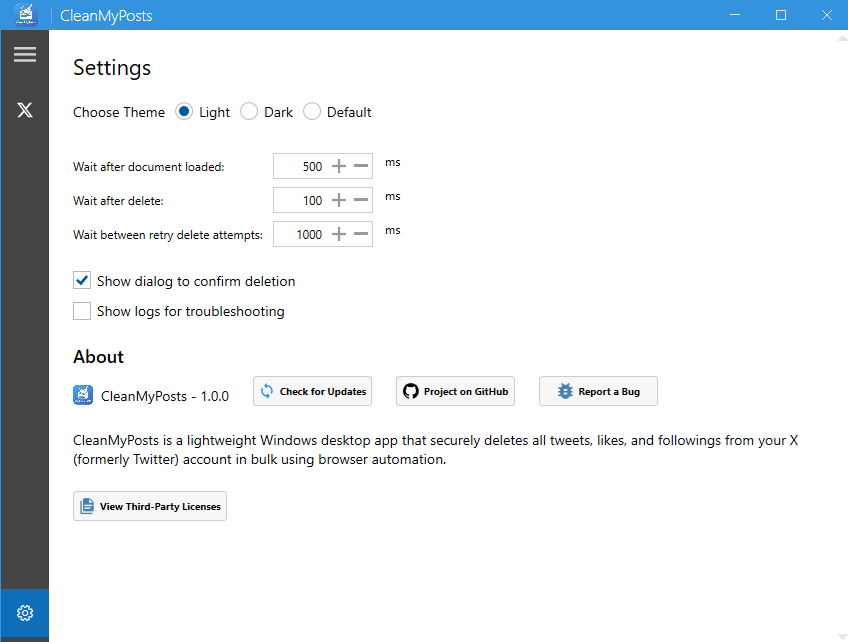 CleanMyPosts
Settings
Choose Theme Light Dark Default
Wait after document loaded: 500 ms
Wait after delete: 100 ms
Wait between retry delete attempts: 1000 ms
Show dialog to confirm deletion
Show logs for troubleshooting
About
CleanMyPosts - 1.0.0 Check for Updates Project on GitHub Report a Bug
CleanMyPosts is a lightweight Windows desktop app that securely deletes all tweets, likes, and followings from your X
(formerly Twitter) account in bulk using browser automation.
View Third-Party Licenses